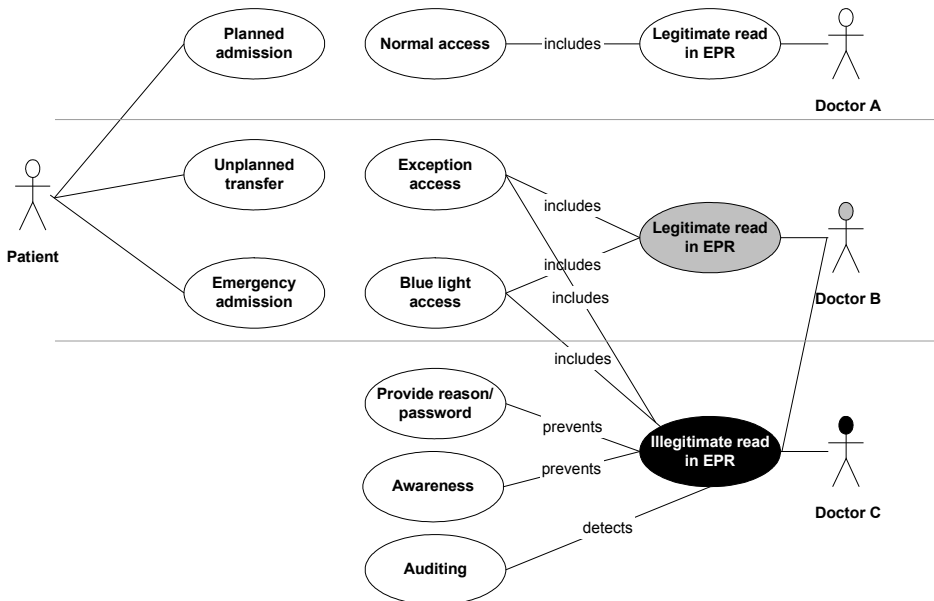 Planned
admission
Normal access
includes
Legitimate read
in EPR
Doctor A
Unplanned
transfer
Exception
access
includes
Legitimate read
in EPR
Patient
Emergency
admission
Blue light
access
includes
includes
Doctor B
includes
Provide reason/
password
prevents
Illegitimate read
in EPR
prevents
Awareness
Doctor C
detects
Auditing